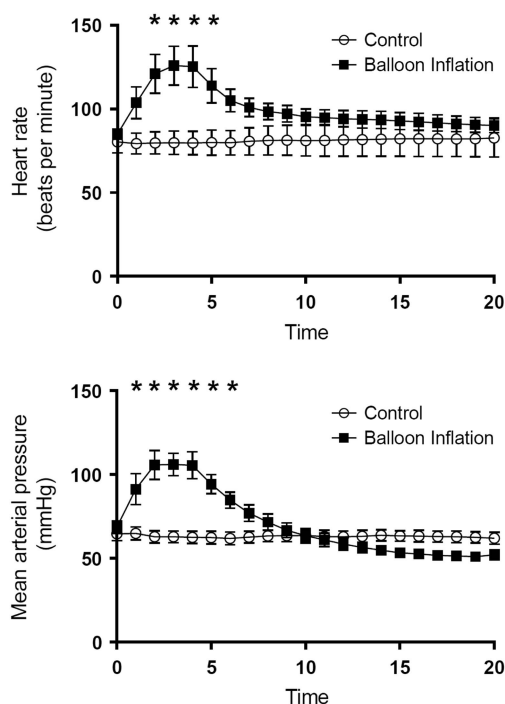 * * * *
150
Control
Balloon Inflation
100
Heart rate
(beats per minute)
50
0
0 5 10 15 20
Time
* * * * * *
150
Control
Balloon Inflation
100
Mean arterial pressure
(mmHg)
50
0
0 5 10 15 20
Time